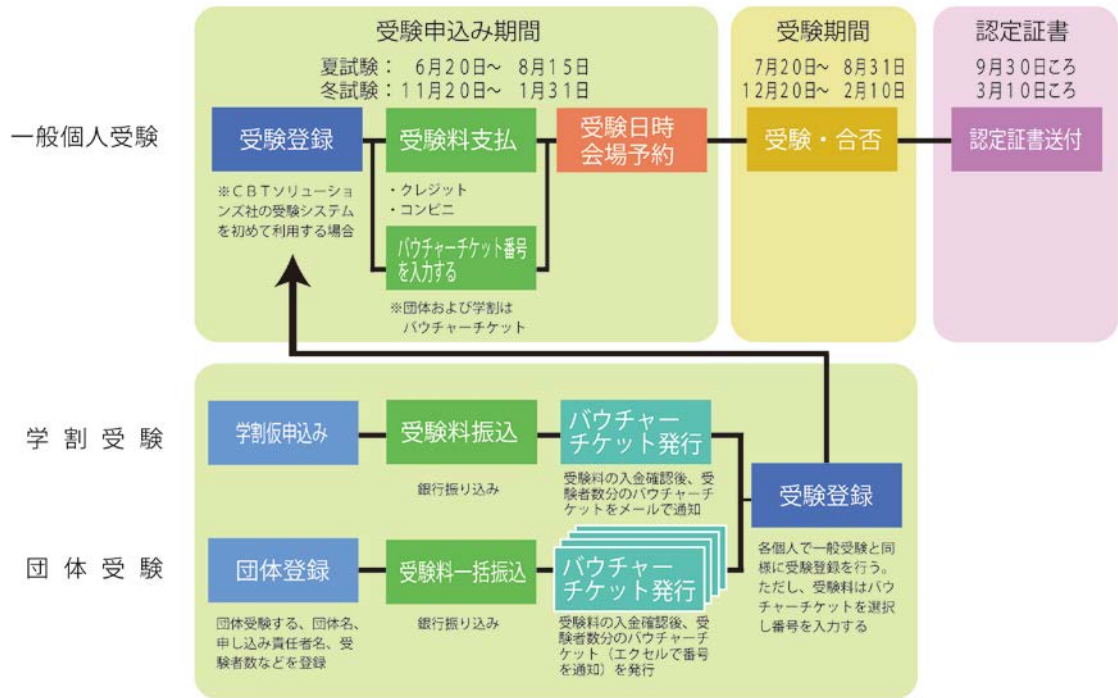 受験申込み期間
夏試験： 6月20日～ 8月15日
冬試験：11月20日～ 1月31日
受験期間
7月20日～ 8月31日
12月20日～ 2月10日
認定証書
9月30日ころ
3月10日ころ
一般個人受験
受験登録
※ＣＢＴソリューショ
ンズ社の受験システム
を初めて利用する場合
受験料支払
・クレジット
・コンビニ
バウチャーチケット番号
を入力する
※団体および学割は
バウチャーチケット
受験日時
会場予約
受験・合否
認定証書送付
学割受験
学割仮申込み
受験料振込
銀行振り込み
バウチャー
チケット発行
受験料の入金確認後、受
験者数分のバウチャーチ
ケットをメールで通知
団体受験
団体登録
団体受験する、団体名、
申し込み責任者名、受
験者数などを登録
受験料一括振込
銀行振り込み
バウチャー
チケット発行
受験料の入金確認後、受
験者数分のバウチャーチ
ケット（エクセルで番号
を通知）を発行
受験登録
各個人で一般受験と同
様に受験登録を行う。
ただし、受験料はバウ
チャーチケットを選択
し番号を入力する